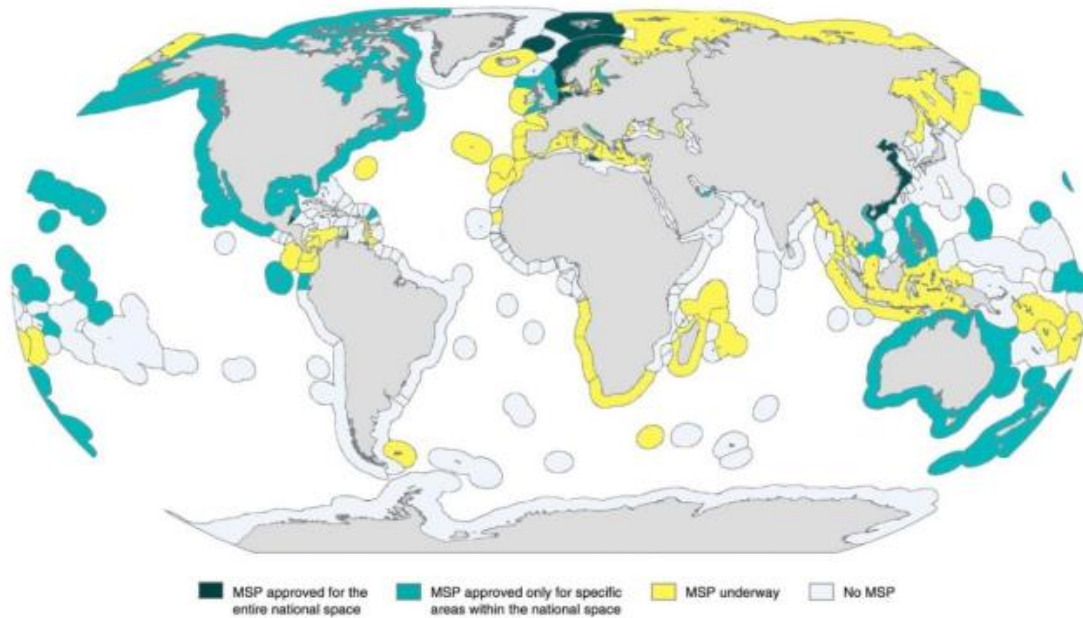 MSP approved for the
entire national space
MSP approved only for specific
areas within the national space
MSP underway
No MSP